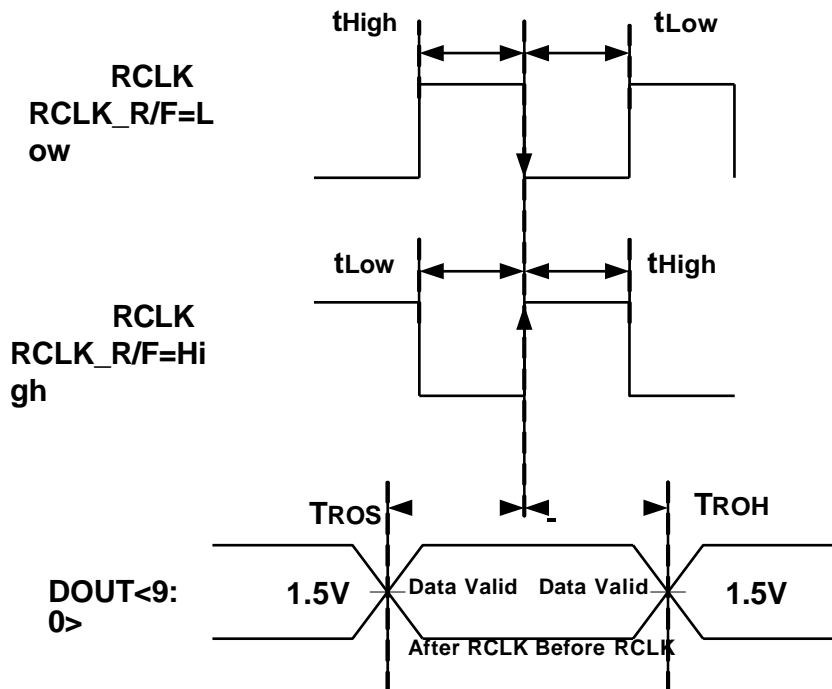 tHigh
tLow
RCLK
RCLK_R/F=L
ow
tLow
tHigh
RCLK
RCLK_R/F=Hi
gh
TROS
TROH
DOUT<9:
0>
1.5V
Data Valid
Data Valid
1.5V
After RCLK
Before RCLK